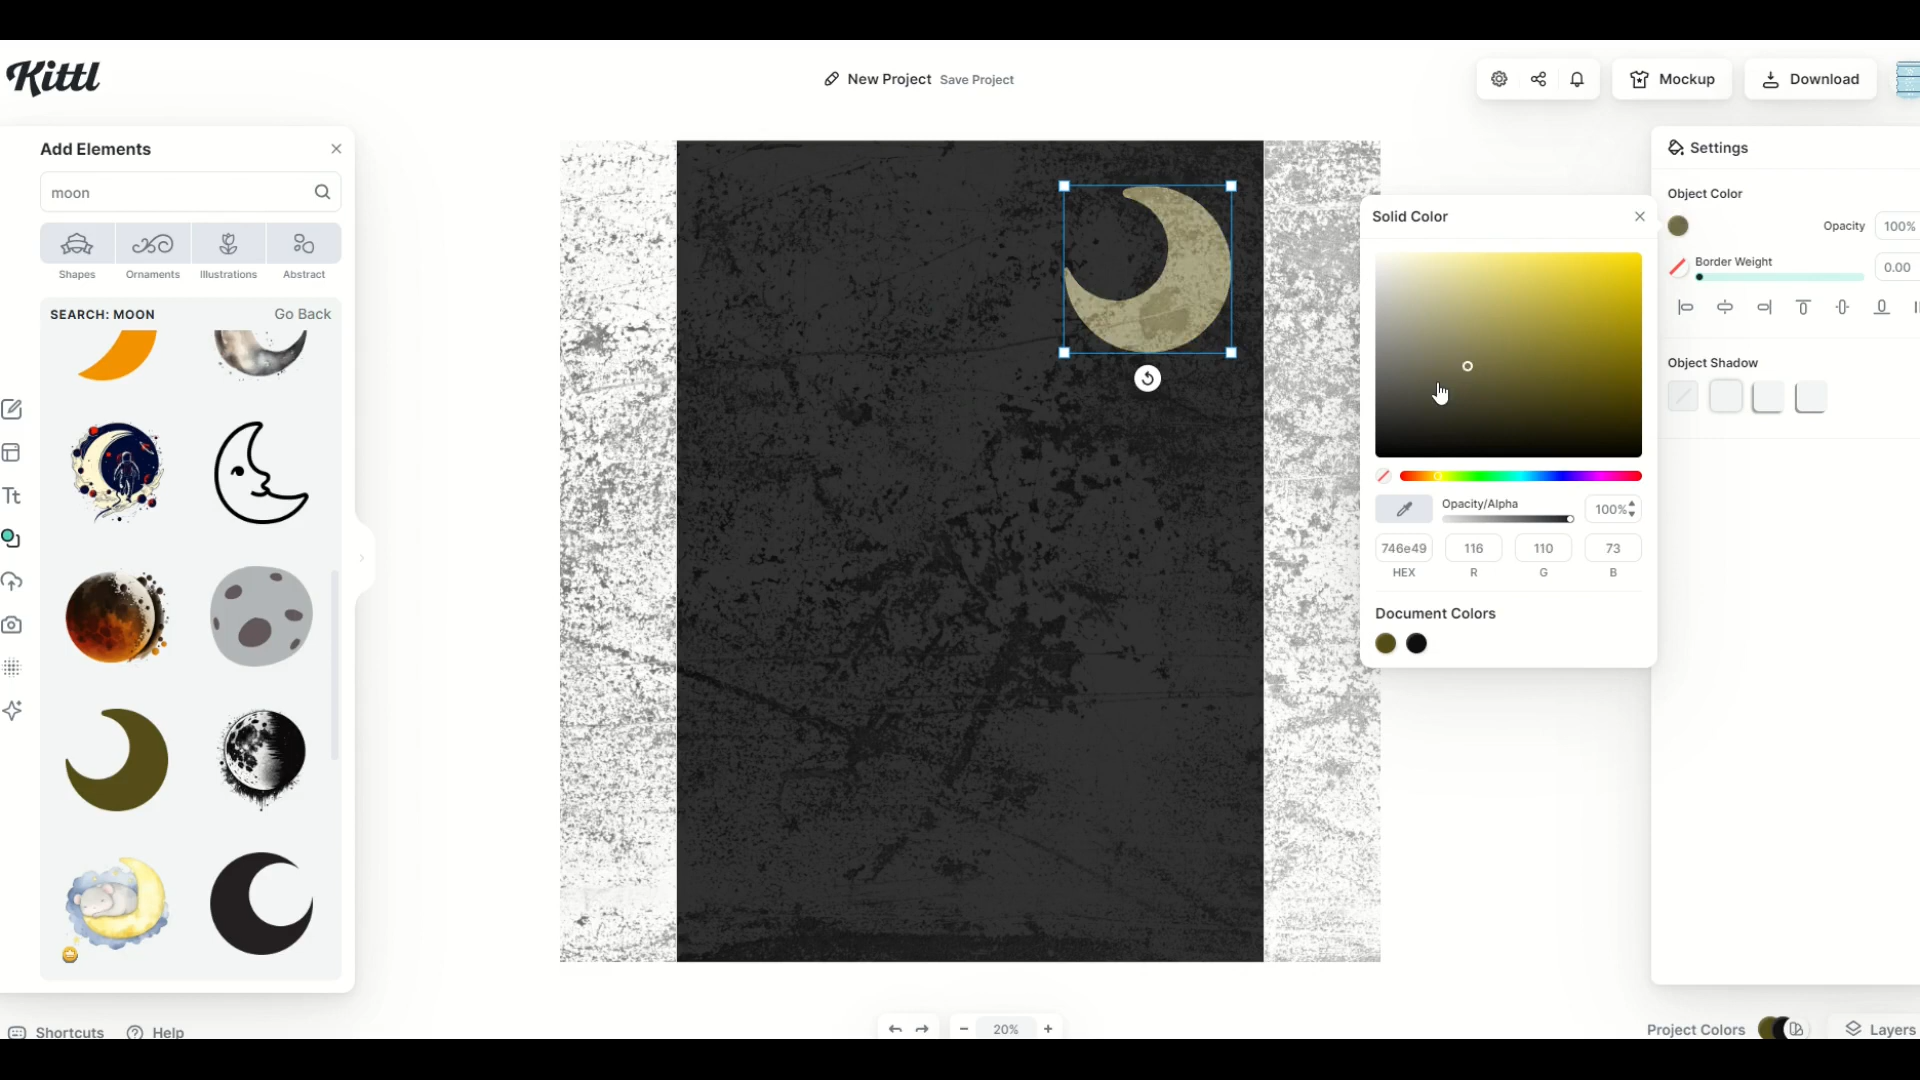 Kittl
New Project Save Project
Mockup
Download
Add Elements
moon
Shapes Ornaments Illustrations Abstract
SEARCH: MOON Go Back
Settings
Object Color
Opacity 100%
Border Weight 0.00
Object Shadow
Solid Color
Opacity/Alpha 100%
746e49 116 110 73
HEX R G B
Document Colors
Tt
Shortcuts Help
20%
Project Colors
Layers